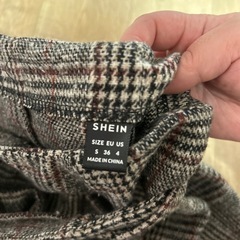 SHEIN
SIZE EU US
S 36 4
MADE IN CHINA